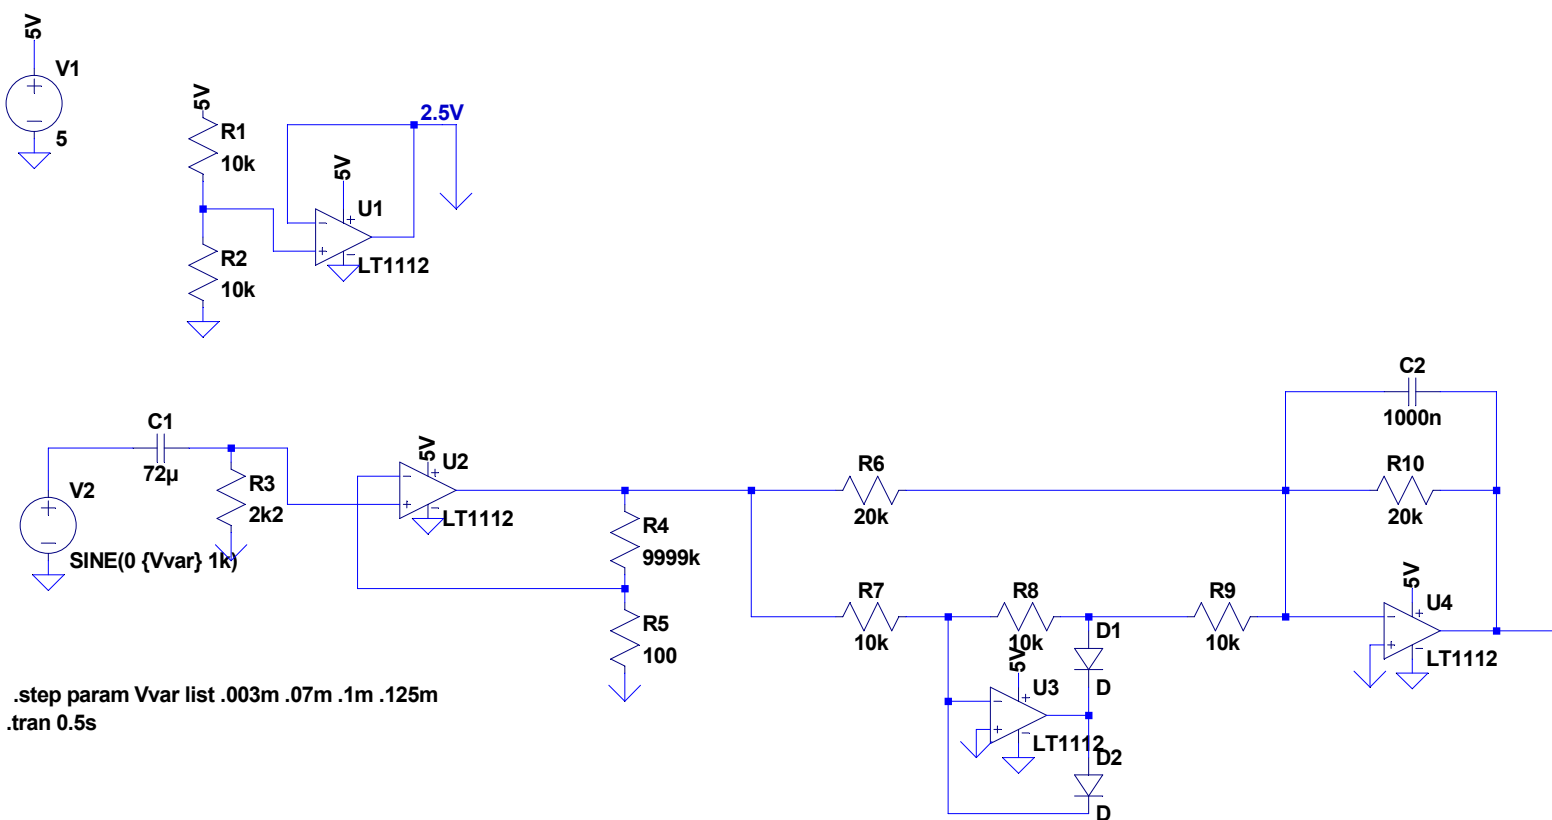 5V
V1
5
5V
R1
10k
R2
10k
2.5V
5V
U1
LT1112
C1
72µ
V2
SINE(0 {Vvar} 1k)
R3
2k2
5V
U2
LT1112
R4
9999k
R5
100
R6
20k
R7
10k
R8
10k
D1
D
R9
10k
5V
U3
LT1112
D2
D
C2
1000n
R10
20k
5V
U4
LT1112
.step param Vvar list .003m .07m .1m .125m
.tran 0.5s